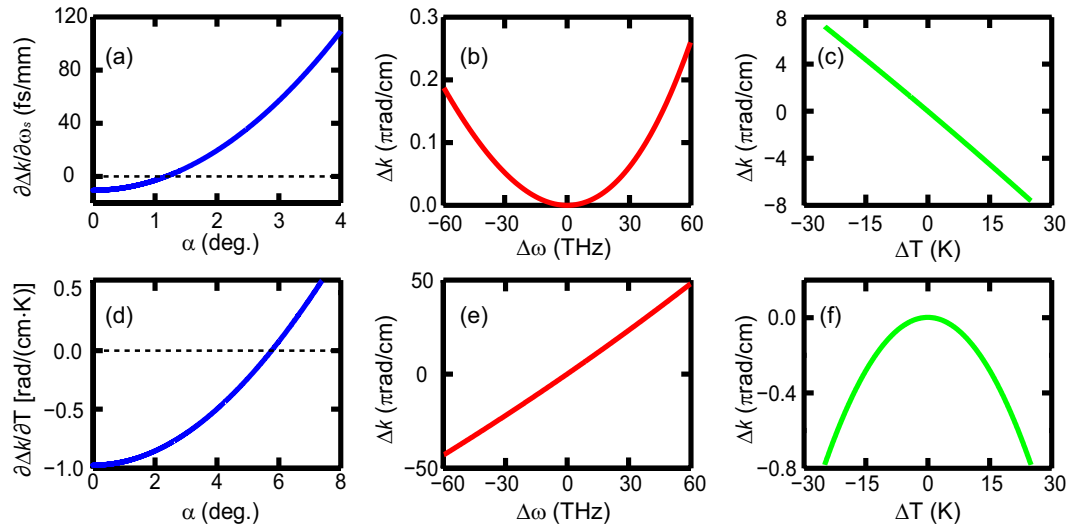 (a)
∂Δk/∂ωs (fs/mm)
120
80
40
0
0 1 2 3 4
α (deg.)
(b)
Δk (πrad/cm)
0.3
0.2
0.1
0.0
−60 −30 0 30 60
Δω (THz)
(c)
Δk (πrad/cm)
8
4
0
−4
−8
−30 −15 0 15 30
ΔT (K)
(d)
∂Δk/∂T [rad/(cm·K)]
0.5
0.0
−0.5
−1.0
0 2 4 6 8
α (deg.)
(e)
Δk (πrad/cm)
50
0
−50
−60 −30 0 30 60
Δω (THz)
(f)
Δk (πrad/cm)
0.0
−0.4
−0.8
−30 −15 0 15 30
ΔT (K)